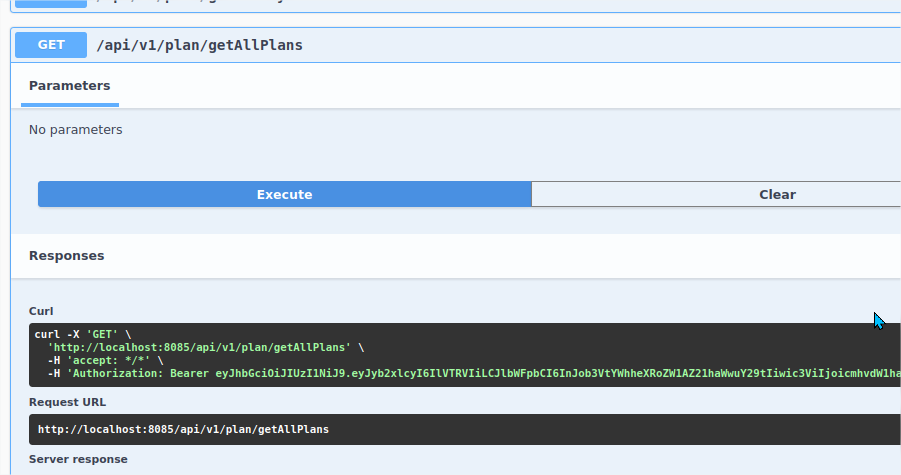 GET /api/v1/plan/getAllPlans
Parameters
No parameters
Execute Clear
Responses
Curl
curl -X 'GET' \
'http://localhost:8085/api/v1/plan/getAllPlans' \
-H 'accept: */*' \
-H 'Authorization: Bearer eyJhbGciOiJIUzI1NiJ9.eyJyb2xlcyI6IlVTRVIiLCJlbWFpbCI6InJob3VtYWhheXRoZW1AZ21haWwuY29tIiwic3ViIjoicmhvdW1ha
Request URL
http://localhost:8085/api/v1/plan/getAllPlans
Server response